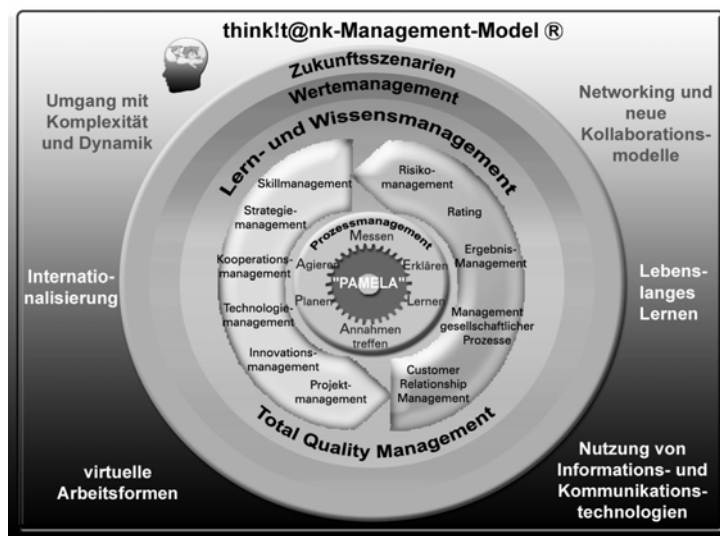 think!t@nk-Management-Model ®
Zukunftsszenarien
Wertemanagement
Lern- und Wissensmanagement
Umgang mit
Komplexität
und Dynamik
Networking und
neue
Kollaborations-
modelle
Skillmanagement
Strategie-
management
Kooperations-
management
Technologie-
management
Innovations-
management
Projekt-
management
Risiko-
management
Rating
Ergebnis-
Management
Management
gesellschaftlicher
Prozesse
Customer
Relationship
Management
Prozessmanagement
Messen
Agieren
Erklären
"PAMELA"
Planen
Lernen
Annahmen
treffen
Internatio-
nalisierung
Lebens-
langes
Lernen
Total Quality Management
virtuelle
Arbeitsformen
Nutzung von
Informations- und
Kommunikations-
technologien